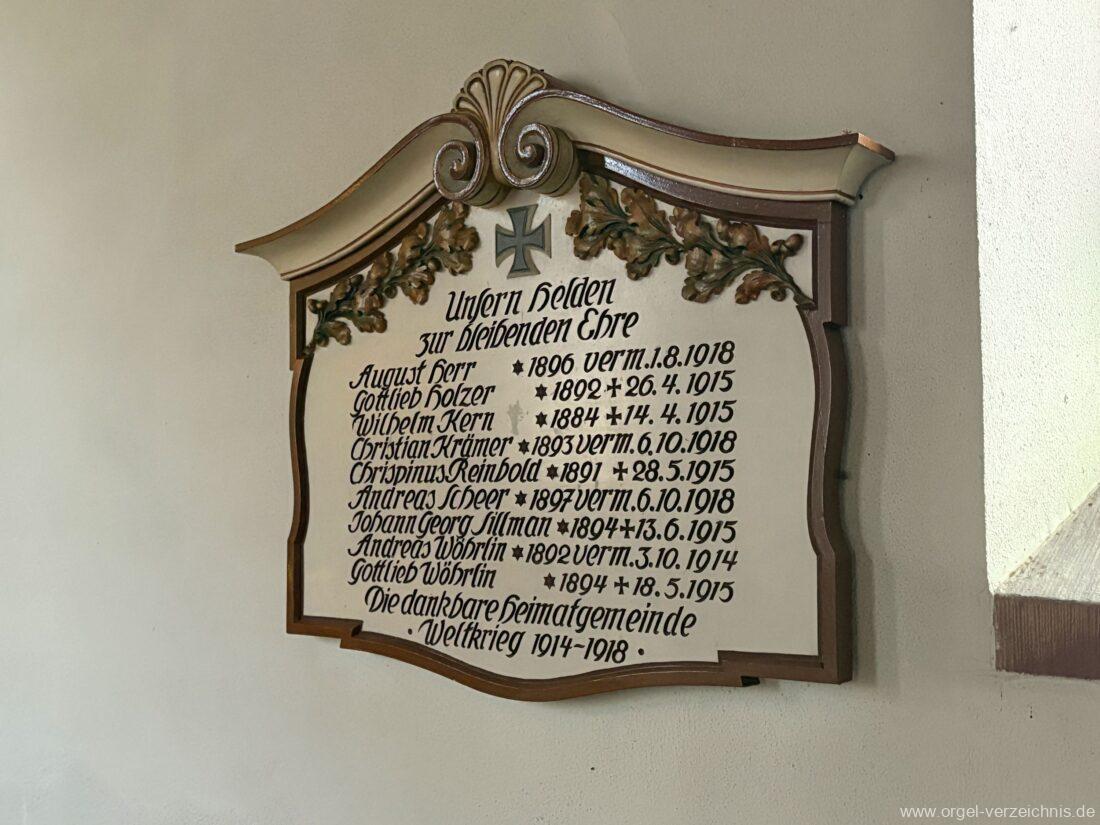 Unsern Helden
zur bleibenden Ehre
August Herr ✶ 1896 verm. 1.8.1918
Gottlieb Holzer ✶ 1892 ✝ 26.4.1915
Wilhelm Kern ✶ 1884 ✝ 14.4.1915
Christian Krämer ✶ 1893 verm. 6.10.1918
Chrispinus Reinbold ✶ 1891 ✝ 28.5.1915
Andreas Scheer ✶ 1897 verm. 6.10.1918
Johann Georg Sillman ✶ 1894 ✝ 13.6.1915
Andreas Wöhrlin ✶ 1892 verm. 3.10.1914
Gottlieb Wöhrlin ✶ 1894 ✝ 18.5.1915
Die dankbare Heimatgemeinde
· Weltkrieg 1914-1918 ·
www.orgel-verzeichnis.de